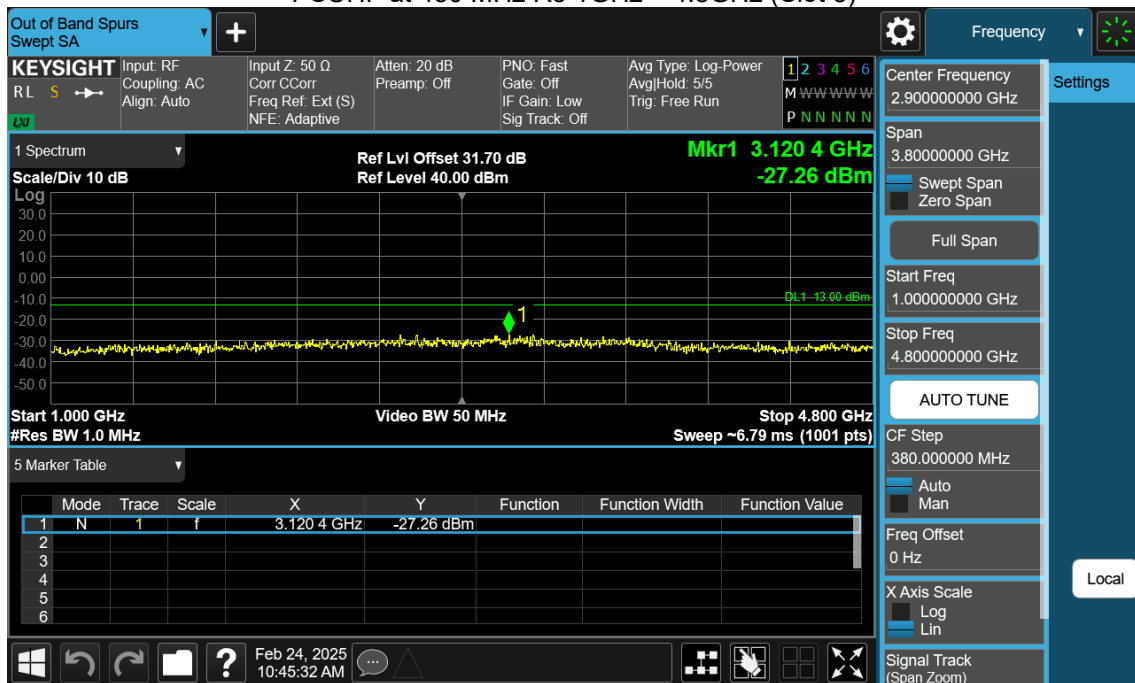 Out of Band Spurs
Swept SA
Frequency
KEYSIGHT
R L S
LXI
Input: RF
Coupling: AC
Align: Auto
Input Z: 50 Ω
Corr CCorr
Freq Ref: Ext (S)
NFE: Adaptive
Atten: 20 dB
Preamp: Off
PNO: Fast
Gate: Off
IF Gain: Low
Sig Track: Off
Avg Type: Log-Power
Avg|Hold: 5/5
Trig: Free Run
1 2 3 4 5 6
M W W W W W
P N N N N N
1 Spectrum
Scale/Div 10 dB
Ref Lvl Offset 31.70 dB
Ref Level 40.00 dBm
Mkr1 3.120 4 GHz
-27.26 dBm
Log
30.0
20.0
10.0
0.00
-10.0
-20.0
-30.0
-40.0
-50.0
DL1 -13.00 dBm
1
Start 1.000 GHz
#Res BW 1.0 MHz
Video BW 50 MHz
Stop 4.800 GHz
Sweep ~6.79 ms (1001 pts)
5 Marker Table
Mode Trace Scale X Y Function Function Width Function Value
1 N 1 f 3.120 4 GHz -27.26 dBm
2
3
4
5
6
Feb 24, 2025
10:45:32 AM
Center Frequency
2.900000000 GHz
Span
3.80000000 GHz
Swept Span
Zero Span
Full Span
Start Freq
1.000000000 GHz
Stop Freq
4.800000000 GHz
AUTO TUNE
CF Step
380.000000 MHz
Auto
Man
Freq Offset
0 Hz
X Axis Scale
Log
Lin
Signal Track
(Span Zoom)
Settings
Local